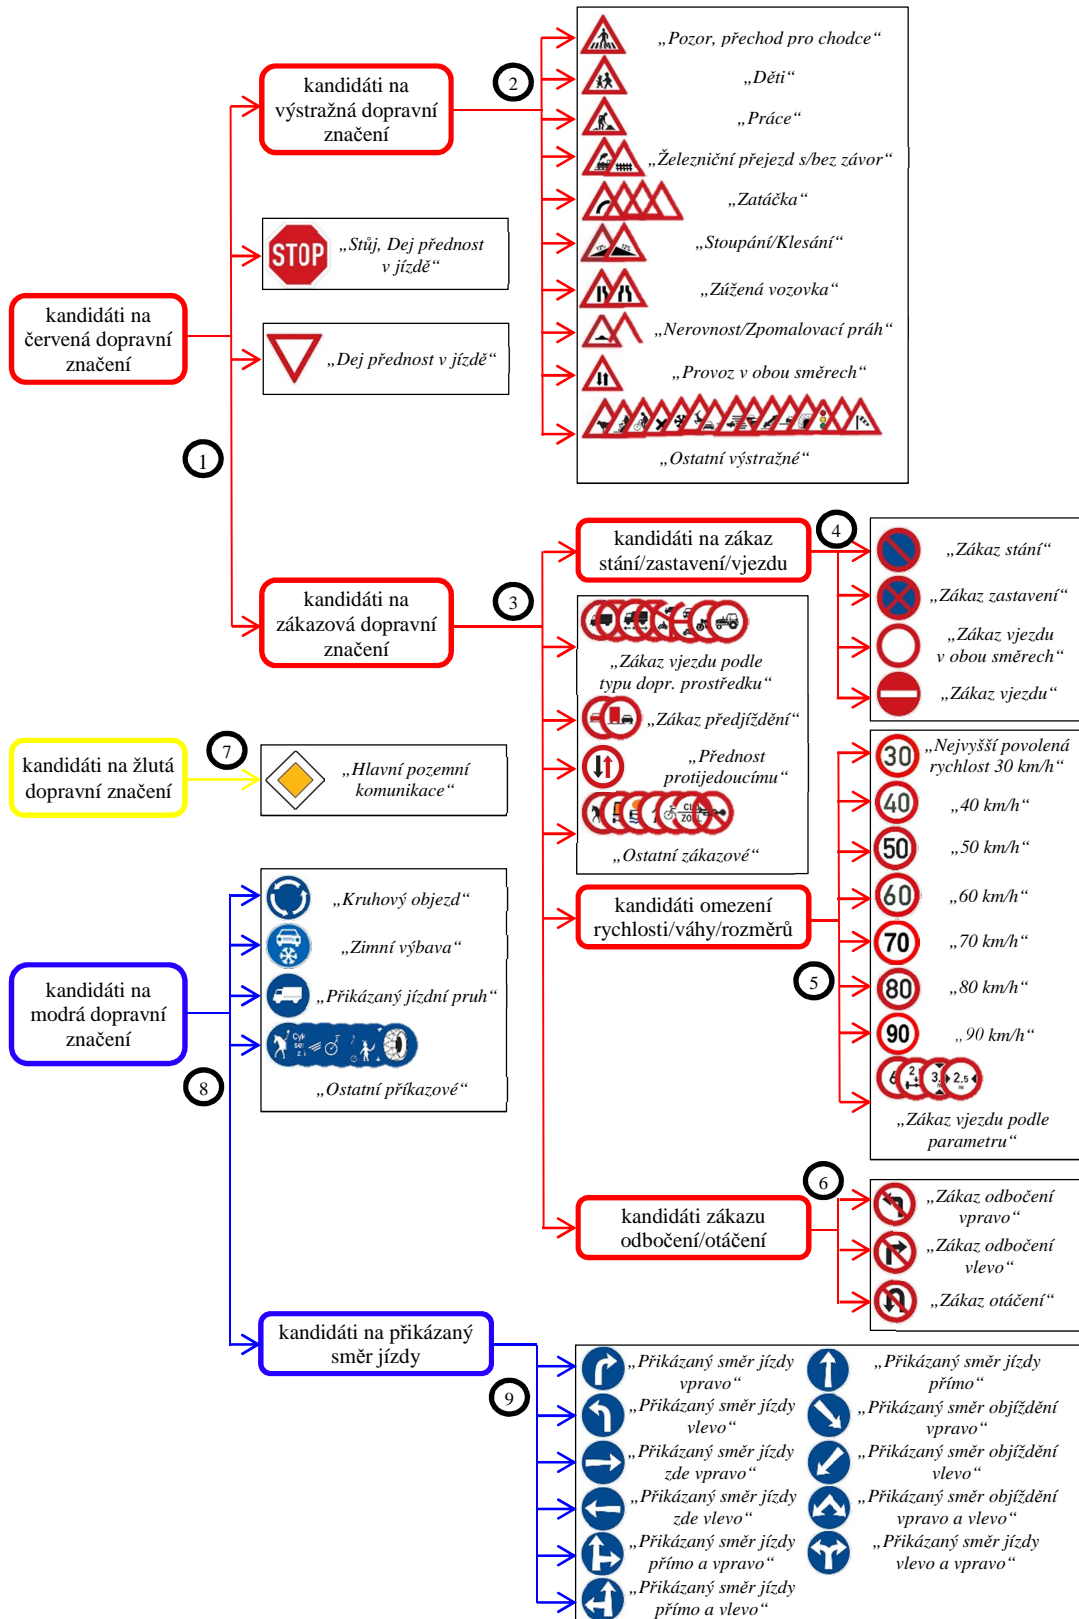 kandidáti na
výstražná dopravní
značení
2
„Pozor, přechod pro chodce“
„Děti“
„Práce“
„Železniční přejezd s/bez závor“
„Zatáčka“
„Stoupání/Klesání“
„Zúžená vozovka“
„Nerovnost/Zpomalovací práh“
„Provoz v obou směrech“
„Ostatní výstražné“
STOP
„Stůj, Dej přednost
v jízdě“
kandidáti na
červená dopravní
značení
„Dej přednost v jízdě“
1
kandidáti na
zákazová dopravní
značení
3
kandidáti na zákaz
stání/zastavení/vjezdu
4
„Zákaz stání“
„Zákaz zastavení“
„Zákaz vjezdu
v obou směrech“
„Zákaz vjezdu“
„Zákaz vjezdu podle
typu dopr. prostředku“
„Zákaz předjíždění“
„Přednost
protijedoucímu“
„Ostatní zákazové“
kandidáti na žlutá
dopravní značení
7
„Hlavní pozemní
komunikace“
kandidáti omezení
rychlosti/váhy/rozměrů
5
30
„Nejvyšší povolená
rychlost 30 km/h“
40
„40 km/h“
50
„50 km/h“
60
„60 km/h“
70
„70 km/h“
80
„80 km/h“
90
„90 km/h“
6
2,5
„Zákaz vjezdu podle
parametru“
kandidáti na
modrá dopravní
značení
8
„Kruhový objezd“
„Zimní výbava“
„Přikázaný jízdní pruh“
„Ostatní příkazové“
kandidáti zákazu
odbočení/otáčení
6
„Zákaz odbočení
vpravo“
„Zákaz odbočení
vlevo“
„Zákaz otáčení“
kandidáti na přikázaný
směr jízdy
9
„Přikázaný směr jízdy
vpravo“
„Přikázaný směr jízdy
vlevo“
„Přikázaný směr jízdy
zde vpravo“
„Přikázaný směr jízdy
zde vlevo“
„Přikázaný směr jízdy
přímo a vpravo“
„Přikázaný směr jízdy
přímo a vlevo“
„Přikázaný směr jízdy
přímo“
„Přikázaný směr objíždění
vpravo“
„Přikázaný směr objíždění
vlevo“
„Přikázaný směr objíždění
vpravo a vlevo“
„Přikázaný směr jízdy
vlevo a vpravo“